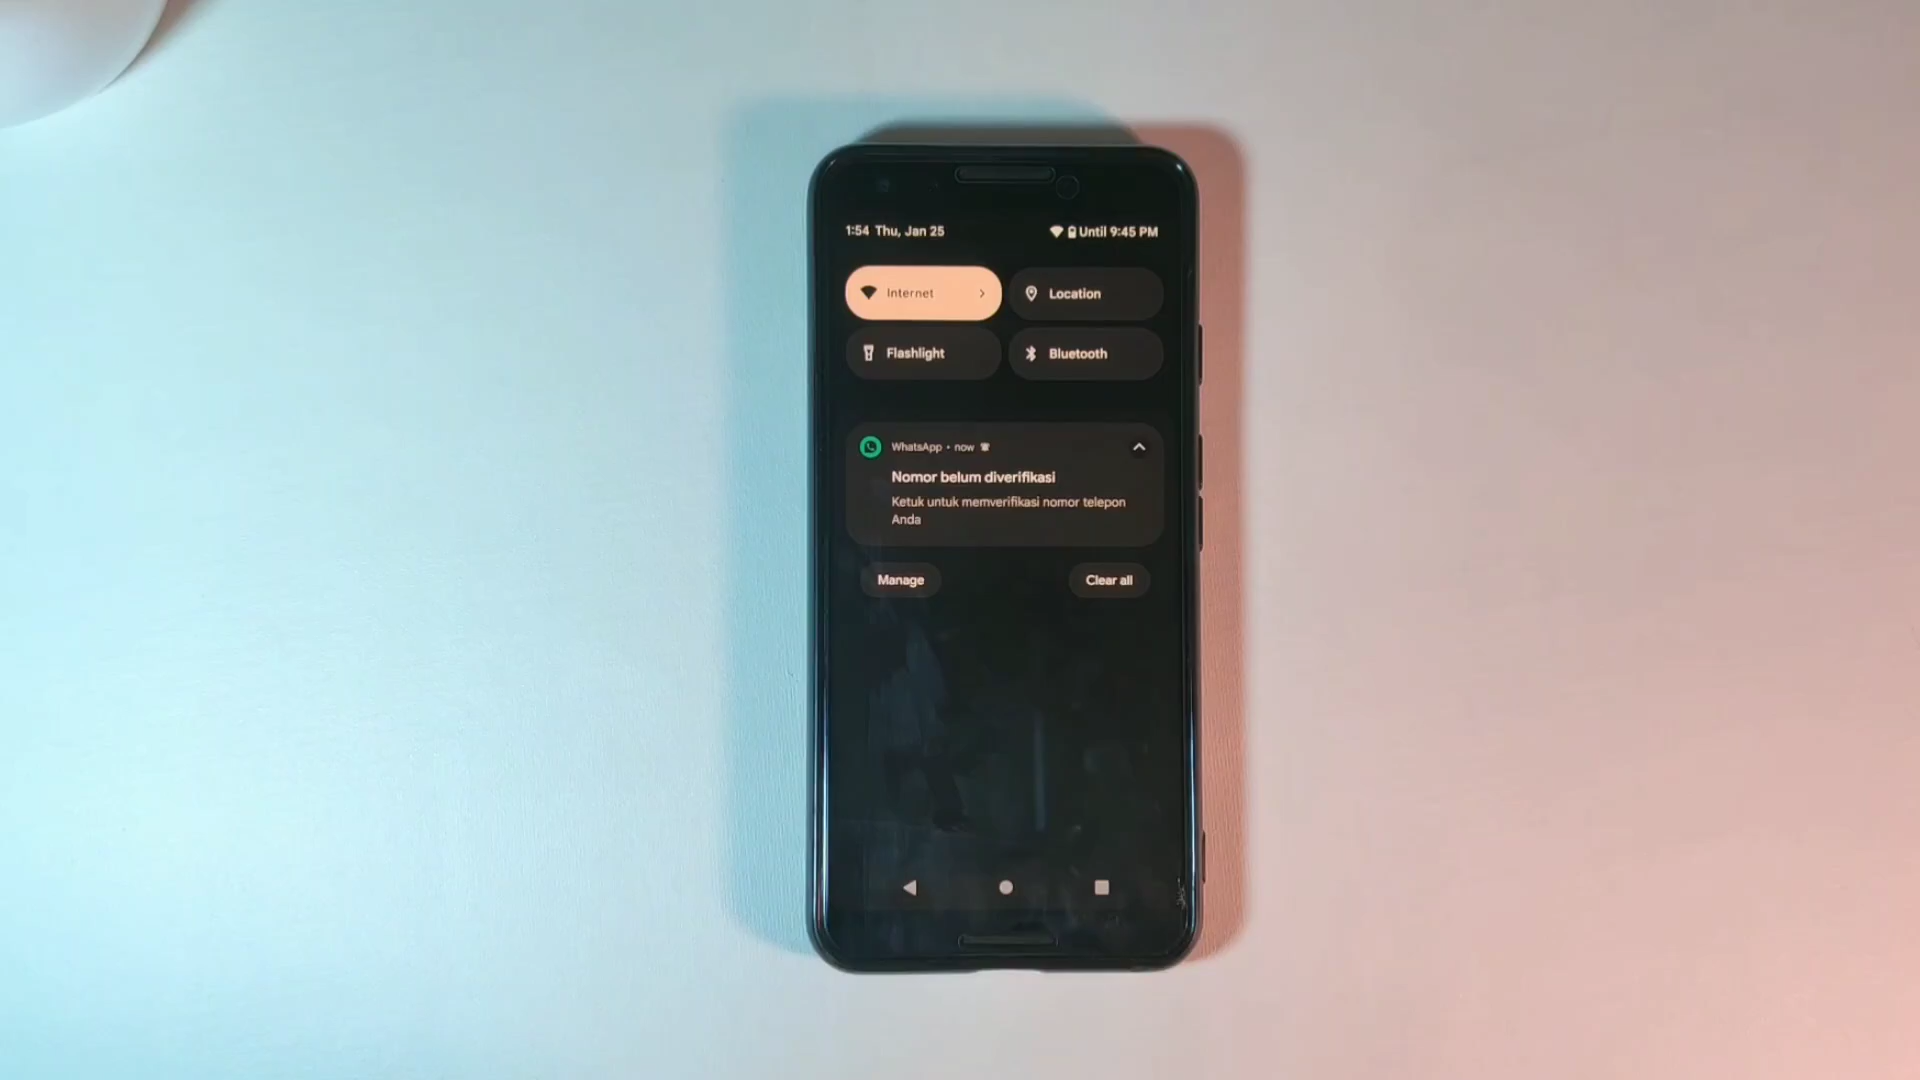 1:54 Thu, Jan 25
Until 9:45 PM
Internet
Location
Flashlight
Bluetooth
WhatsApp • now
Nomor belum diverifikasi
Ketuk untuk memverifikasi nomor telepon
Anda
Manage
Clear all